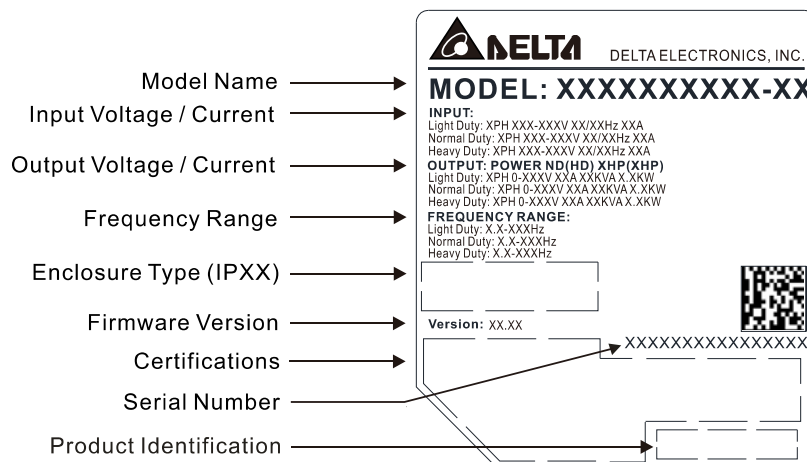 Model Name
Input Voltage / Current
Output Voltage / Current
Frequency Range
Enclosure Type (IPXX)
Firmware Version
Certifications
Serial Number
Product Identification
DELTA DELTA ELECTRONICS, INC.
MODEL: XXXXXXXXXX-XX
INPUT:
Light Duty: XPH XXX-XXXV XX/XXHz XXA
Normal Duty: XPH XXX-XXXV XX/XXHz XXA
Heavy Duty: XPH XXX-XXXV XX/XXHz XXA
OUTPUT: POWER ND(HD) XHP(XHP)
Light Duty: XPH 0-XXXV XXA XXKVA X.XKW
Normal Duty: XPH 0-XXXV XXA XXKVA X.XKW
Heavy Duty: XPH 0-XXXV XXA XXKVA X.XKW
FREQUENCY RANGE:
Light Duty: X.X-XXXHz
Normal Duty: X.X-XXXHz
Heavy Duty: X.X-XXXHz
Version: XX.XX
XXXXXXXXXXXXXXXX